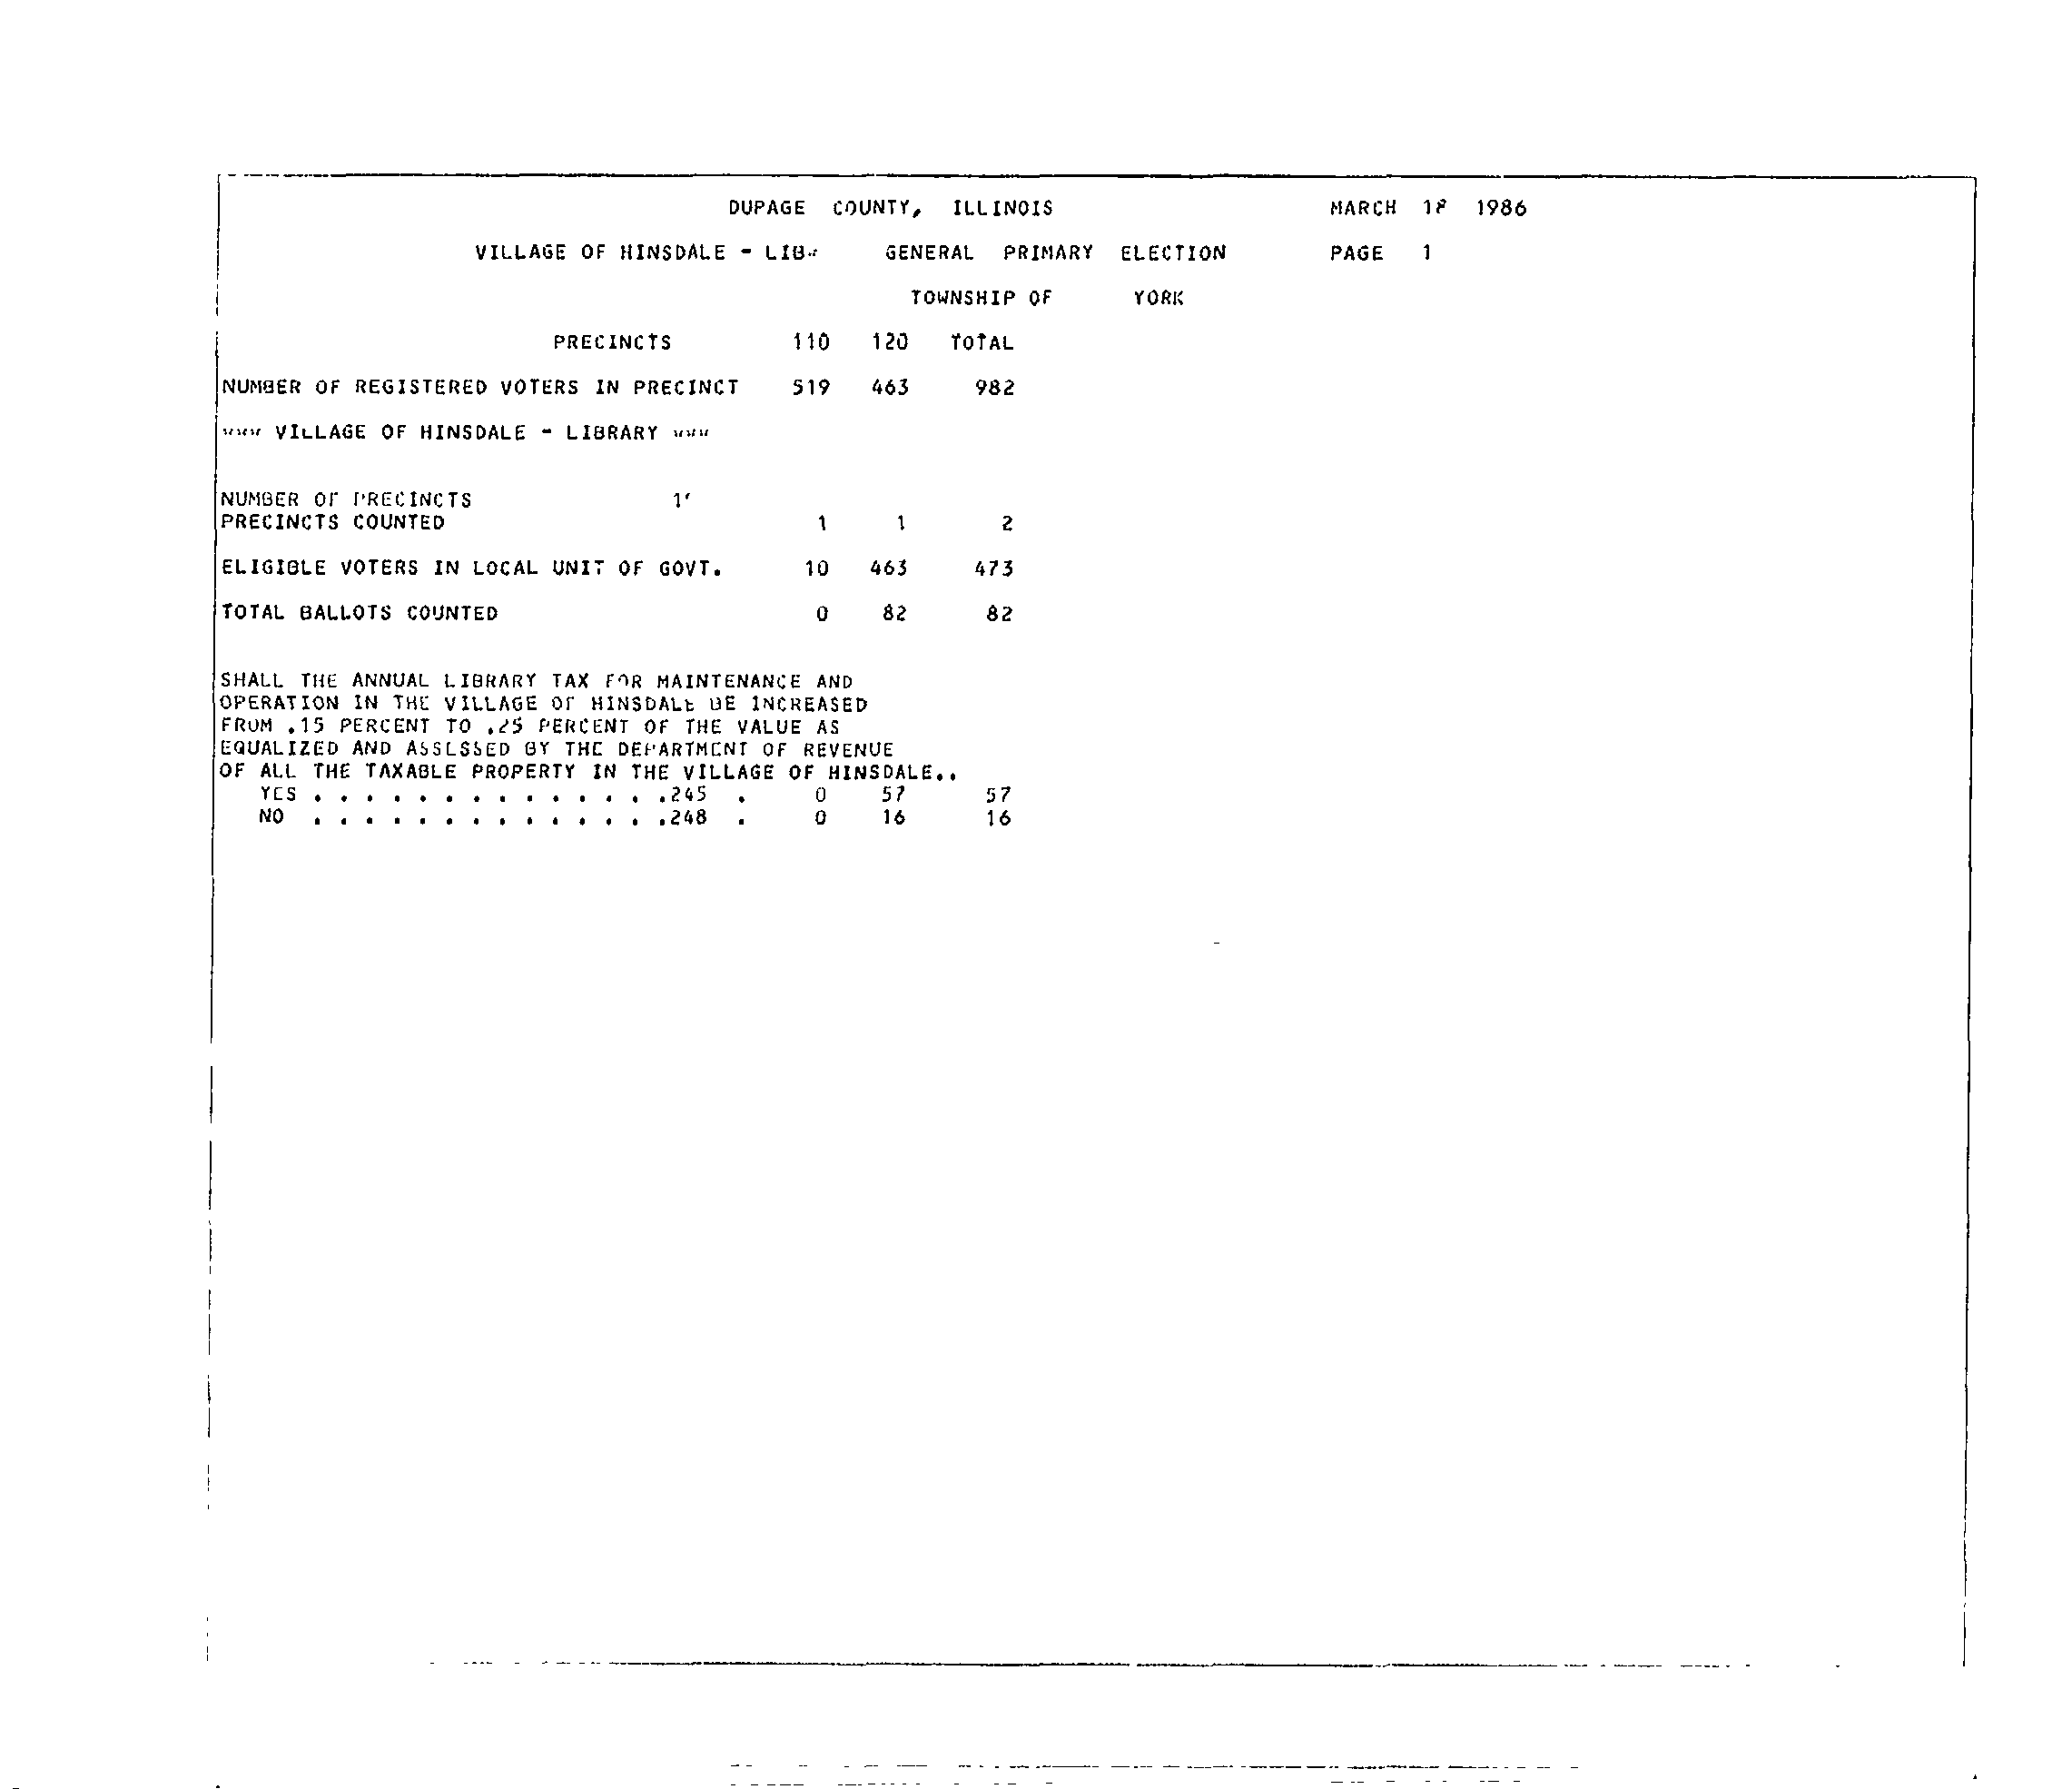 DUPAGE COUNTY, ILLINOIS MARCH 18 1986
VILLAGE OF HINSDALE - LIB. GENERAL PRIMARY ELECTION PAGE 1
TOWNSHIP OF YORK
PRECINCTS 110 120 TOTAL
NUMBER OF REGISTERED VOTERS IN PRECINCT 519 463 982
*** VILLAGE OF HINSDALE - LIBRARY ***
NUMBER OF PRECINCTS
PRECINCTS COUNTED 1 1 2
ELIGIBLE VOTERS IN LOCAL UNIT OF GOVT. 10 463 473
TOTAL BALLOTS COUNTED 0 82 82
SHALL THE ANNUAL LIBRARY TAX FOR MAINTENANCE AND
OPERATION IN THE VILLAGE OF HINSDALE BE INCREASED
FROM .15 PERCENT TO .25 PERCENT OF THE VALUE AS
EQUALIZED AND ASSESSED BY THE DEPARTMENT OF REVENUE
OF ALL THE TAXABLE PROPERTY IN THE VILLAGE OF HINSDALE..
YES . . . . . . . . . . . . . .245 . 0 57 57
NO . . . . . . . . . . . . . .248 . 0 16 16